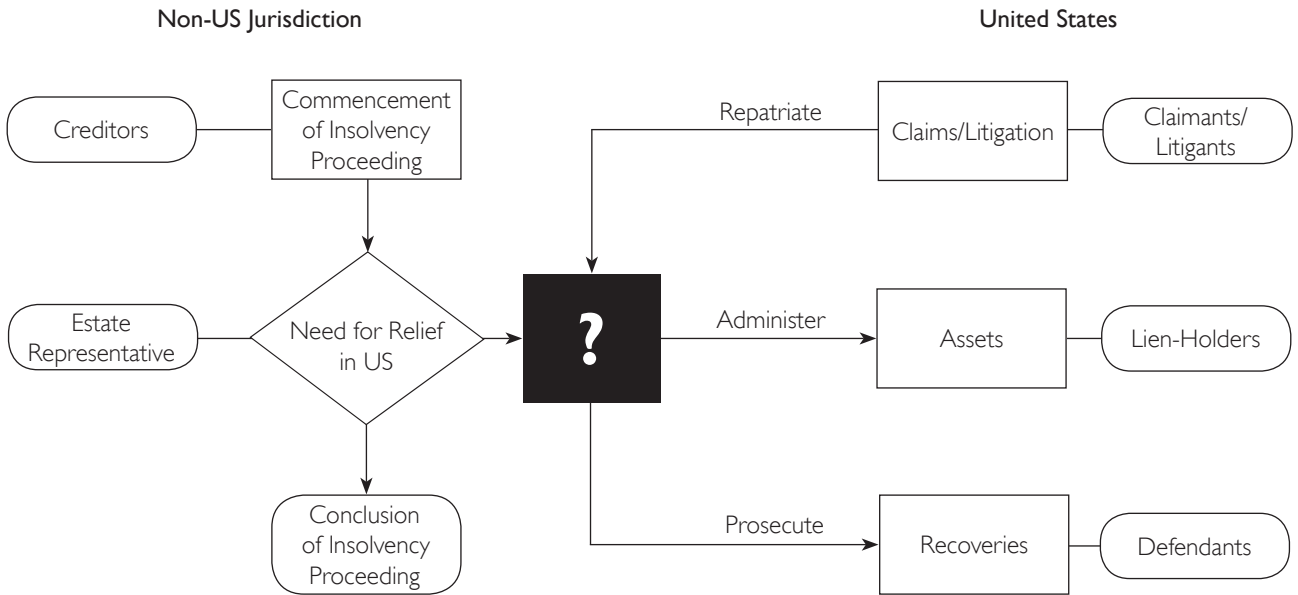 Non-US Jurisdiction
United States
Creditors
Commencement
of Insolvency
Proceeding
Repatriate
Claims/Litigation
Claimants/
Litigants
Estate
Representative
Need for Relief
in US
?
Administer
Assets
Lien-Holders
Conclusion
of Insolvency
Proceeding
Prosecute
Recoveries
Defendants